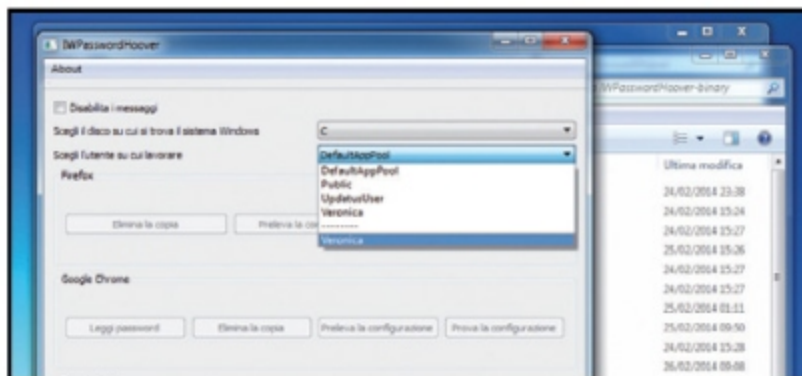 IWPasswordHoover
About
IWPasswordHoover-binary
Disabilita i messaggi
Scegli il disco su cui si trova il sistema Windows
C
Scegli l'utente su cui lavorare
DefaultAppPool
DefaultAppPool
Public
UpdatusUser
Veronica
--------
Veronica
Firefox
Elimina la copia
Preleva la
Google Chrome
Leggi password
Elimina la copia
Preleva la configurazione
Prova la configurazione
Ultima modifica
24/02/2014 23:38
24/02/2014 15:24
24/02/2014 15:27
25/02/2014 15:26
24/02/2014 15:27
24/02/2014 15:27
25/02/2014 01:11
25/02/2014 09:50
24/02/2014 15:28
26/02/2014 09:08